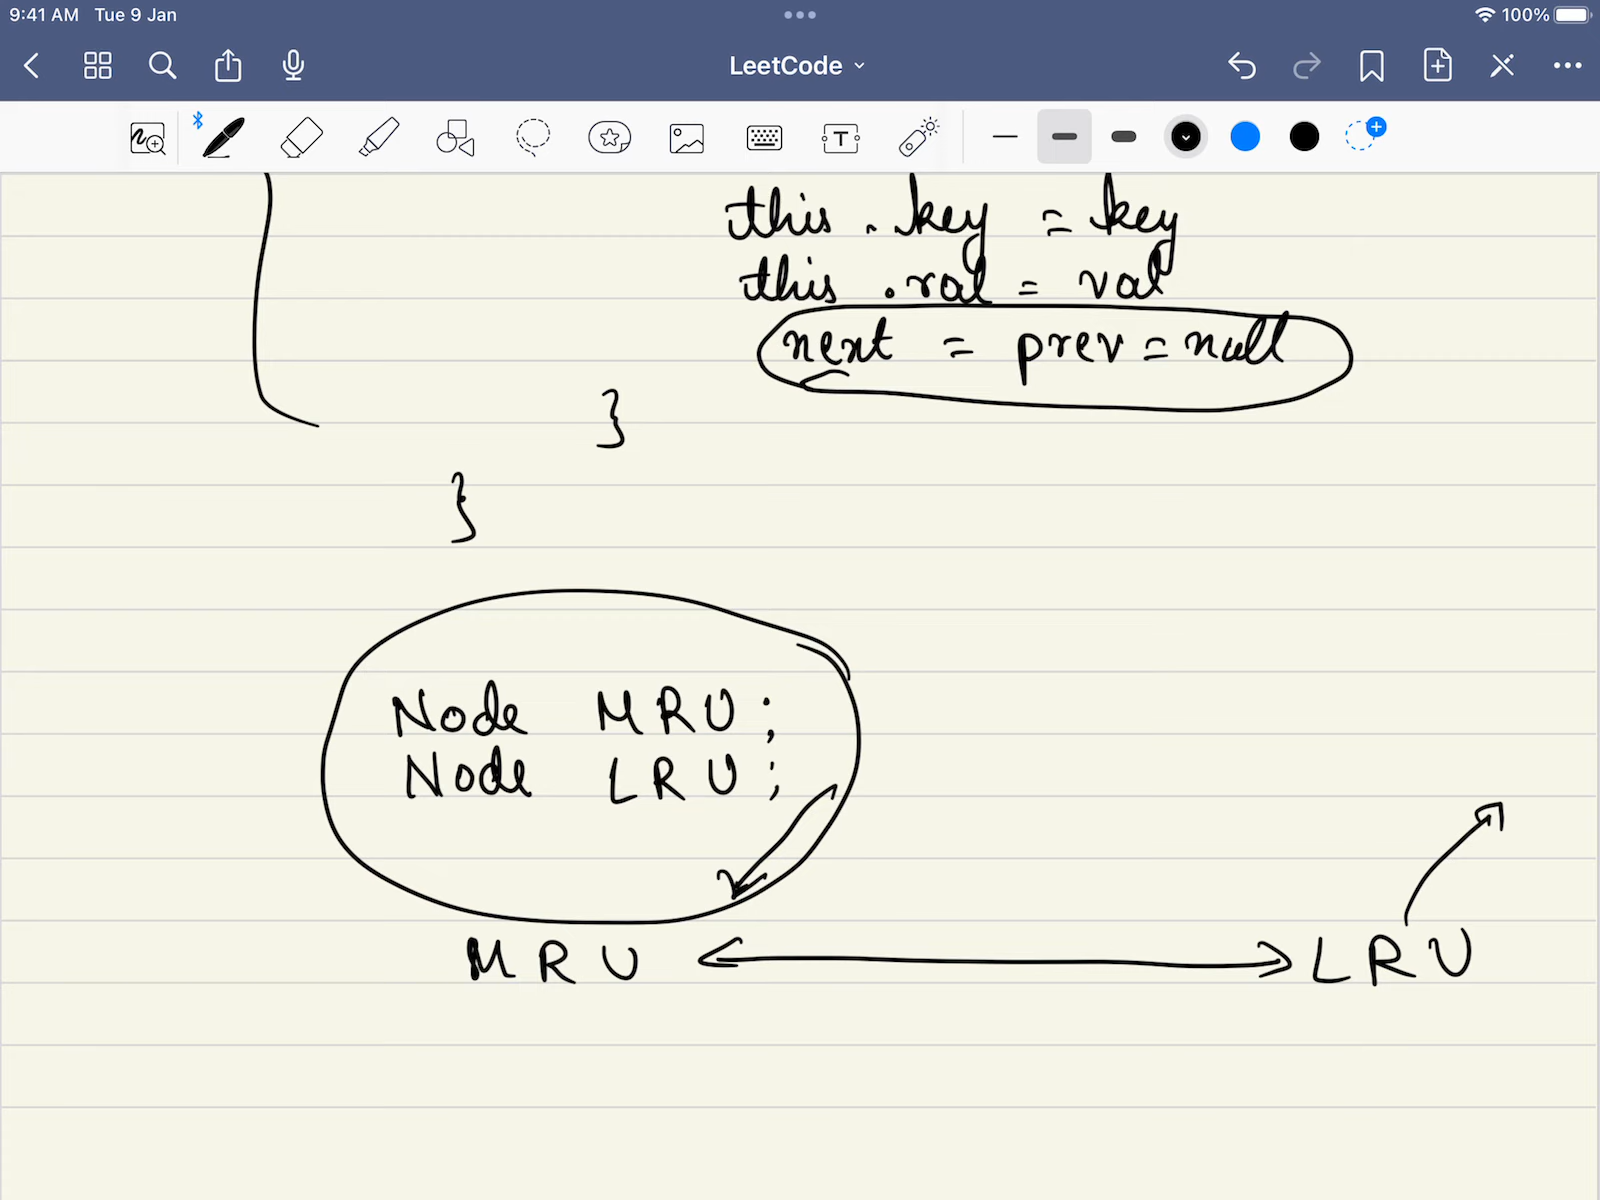 9:41 AM Tue 9 Jan 100%
LeetCode
T
this . key = key
this . val = val
next = prev = null
}
}
Node MRU ;
Node LRU ;
MRU LRU